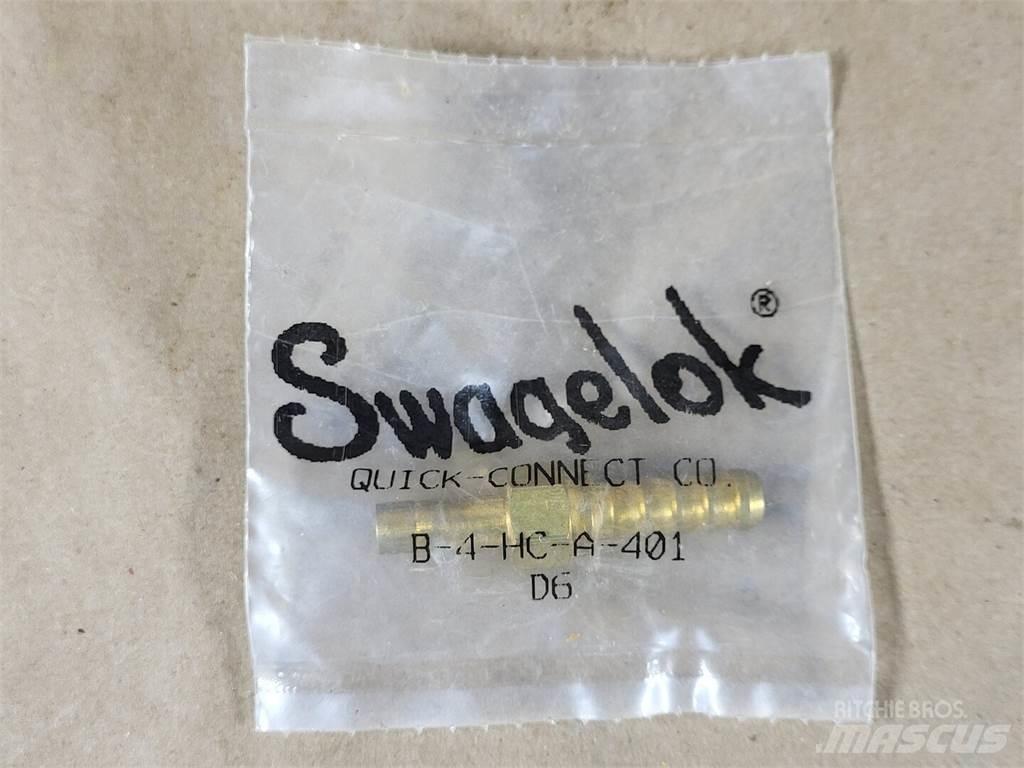 Swagelok®
QUICK-CONNECT CO.
B-4-HC-A-401
D6
RITCHIE BROS.
MASCUS